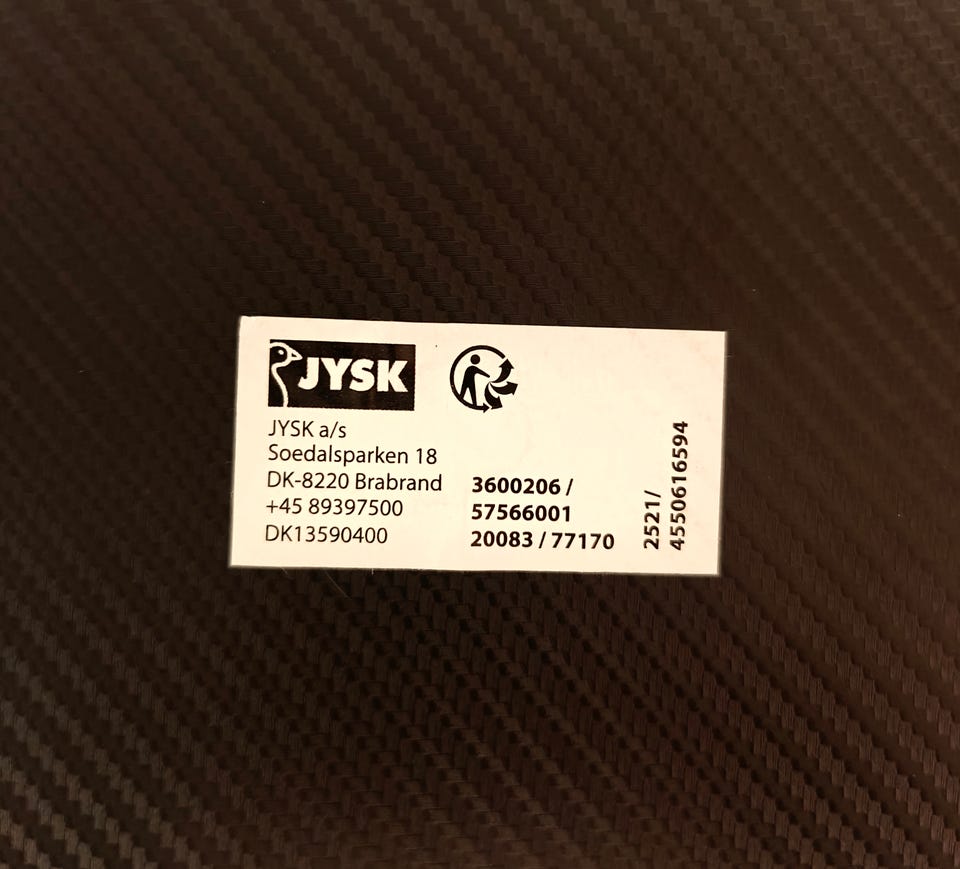 JYSK
JYSK a/s
Soedalsparken 18
DK-8220 Brabrand
+45 89397500
DK13590400
3600206 /
57566001
20083 / 77170
2521/
4550616594